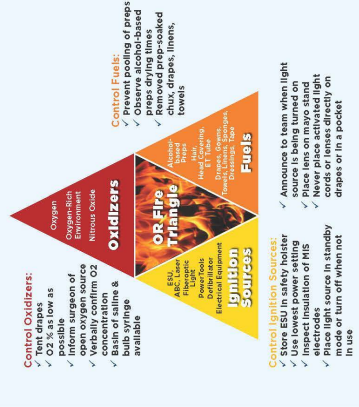 Control Oxidizers:
✓ Tent drapes
✓ O2 % as low as
possible
✓ Inform surgeon of
open oxygen source
✓ Verbally confirm O2
concentration
✓ Basin of saline &
bulb syringe
available
Oxygen
Oxygen-Rich
Environment
Nitrous Oxide
Oxidizers
Control Fuels:
✓ Prevent pooling of preps
✓ Observe alcohol-based
preps drying times
✓ Removed prep-soaked
chux, drapes, linens,
towels
OR Fire
Triangle
ESU,
ABC, Laser
Fiberoptic
Light
Power Tools
Defibrillator
Electrical Equipment
Ignition
Sources
Alcohol-
based
Preps
Hair,
Head Covering,
ET Tube
Drapes, Gowns,
Towels, Linens, Sponges,
Dressings, Tape
Fuels
Control Ignition Sources:
✓ Store ESU in safety holster
✓ Use lowest power setting
✓ Inspect insulation of MIS
electrodes
✓ Place light source in standby
mode or turn off when not
in use
✓ Announce to team when light
source is being turned on
✓ Place lens on mayo stand
✓ Never place activated light
cords or lenses directly on
drapes or in a pocket